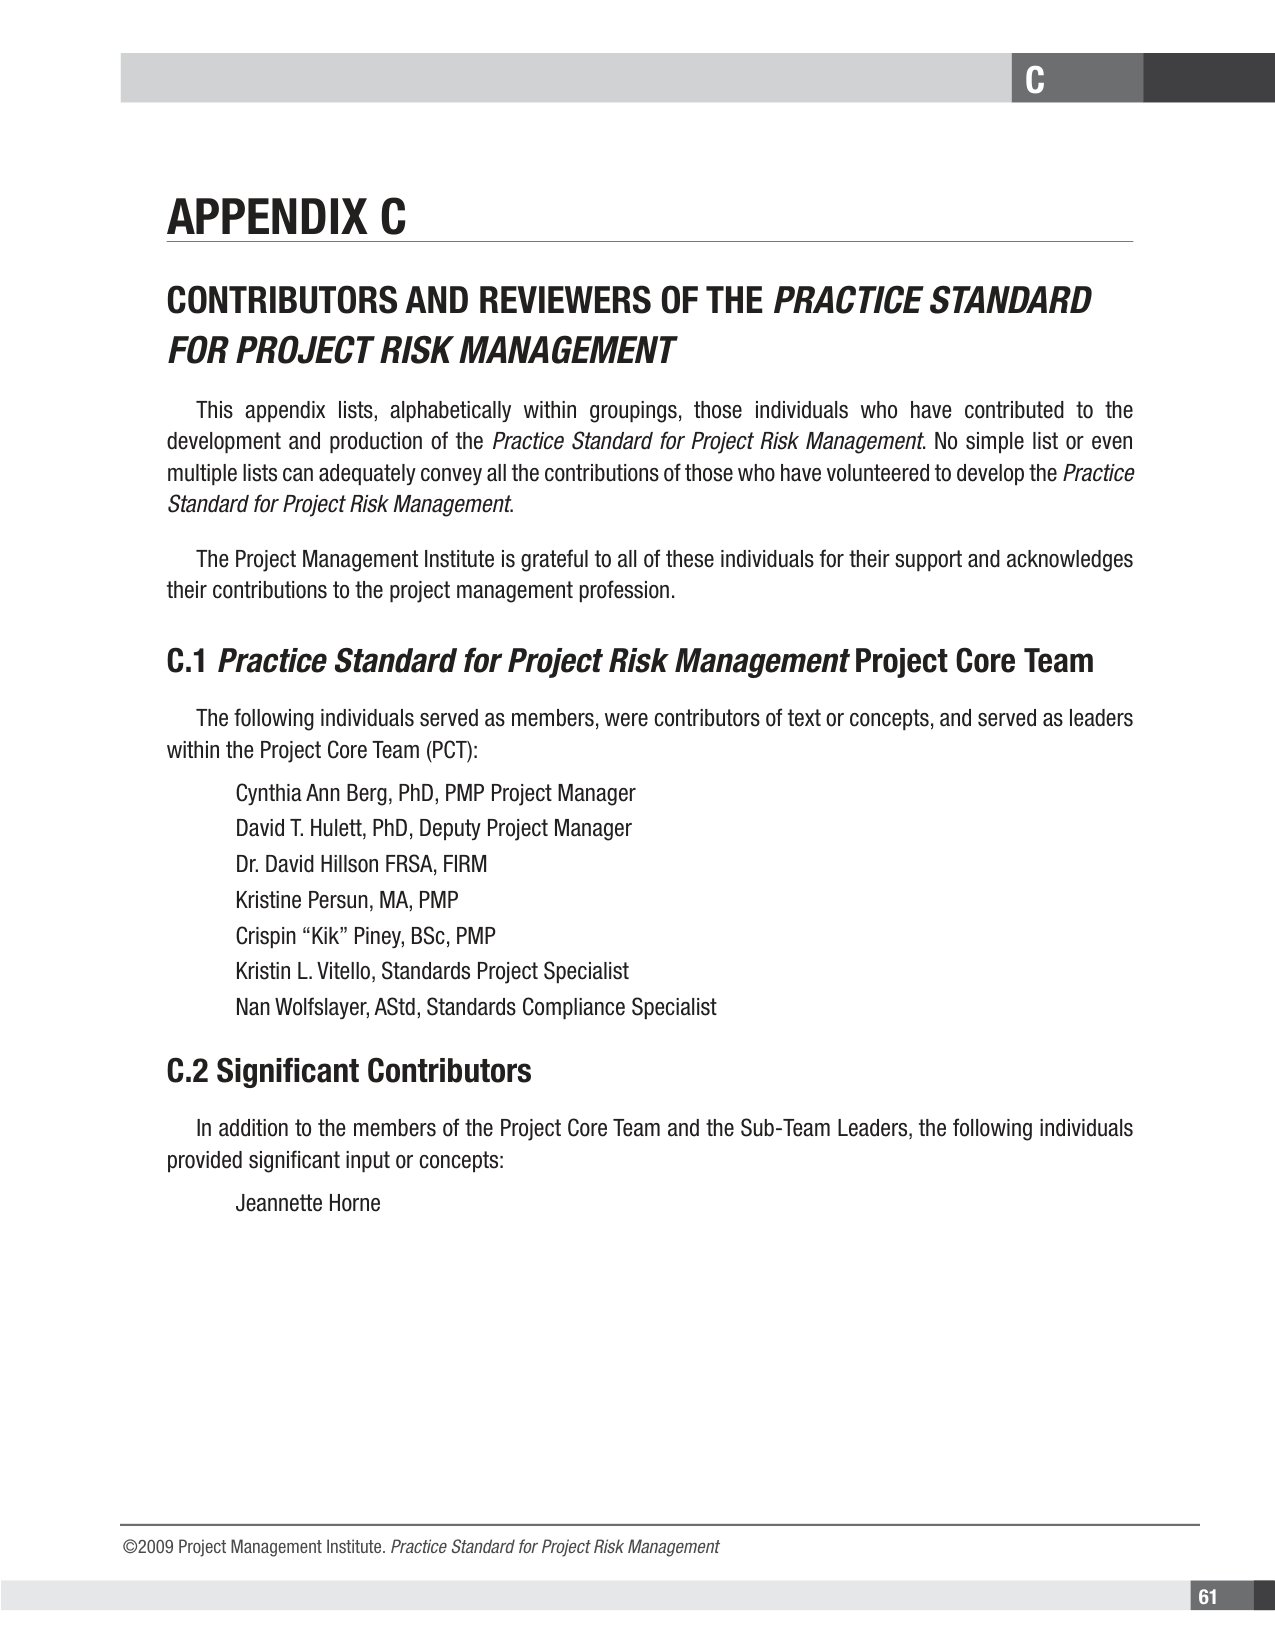 C
APPENDIX C
CONTRIBUTORS AND REVIEWERS OF THE PRACTICE STANDARD
FOR PROJECT RISK MANAGEMENT
This appendix lists, alphabetically within groupings, those individuals who have contributed to the
development and production of the Practice Standard for Project Risk Management. No simple list or even
multiple lists can adequately convey all the contributions of those who have volunteered to develop the Practice
Standard for Project Risk Management.
The Project Management Institute is grateful to all of these individuals for their support and acknowledges
their contributions to the project management profession.
C.1 Practice Standard for Project Risk Management Project Core Team
The following individuals served as members, were contributors of text or concepts, and served as leaders
within the Project Core Team (PCT):
Cynthia Ann Berg, PhD, PMP Project Manager
David T. Hulett, PhD, Deputy Project Manager
Dr. David Hillson FRSA, FIRM
Kristine Persun, MA, PMP
Crispin “Kik” Piney, BSc, PMP
Kristin L. Vitello, Standards Project Specialist
Nan Wolfslayer, AStd, Standards Compliance Specialist
C.2 Significant Contributors
In addition to the members of the Project Core Team and the Sub-Team Leaders, the following individuals
provided significant input or concepts:
Jeannette Horne
©2009 Project Management Institute. Practice Standard for Project Risk Management
61